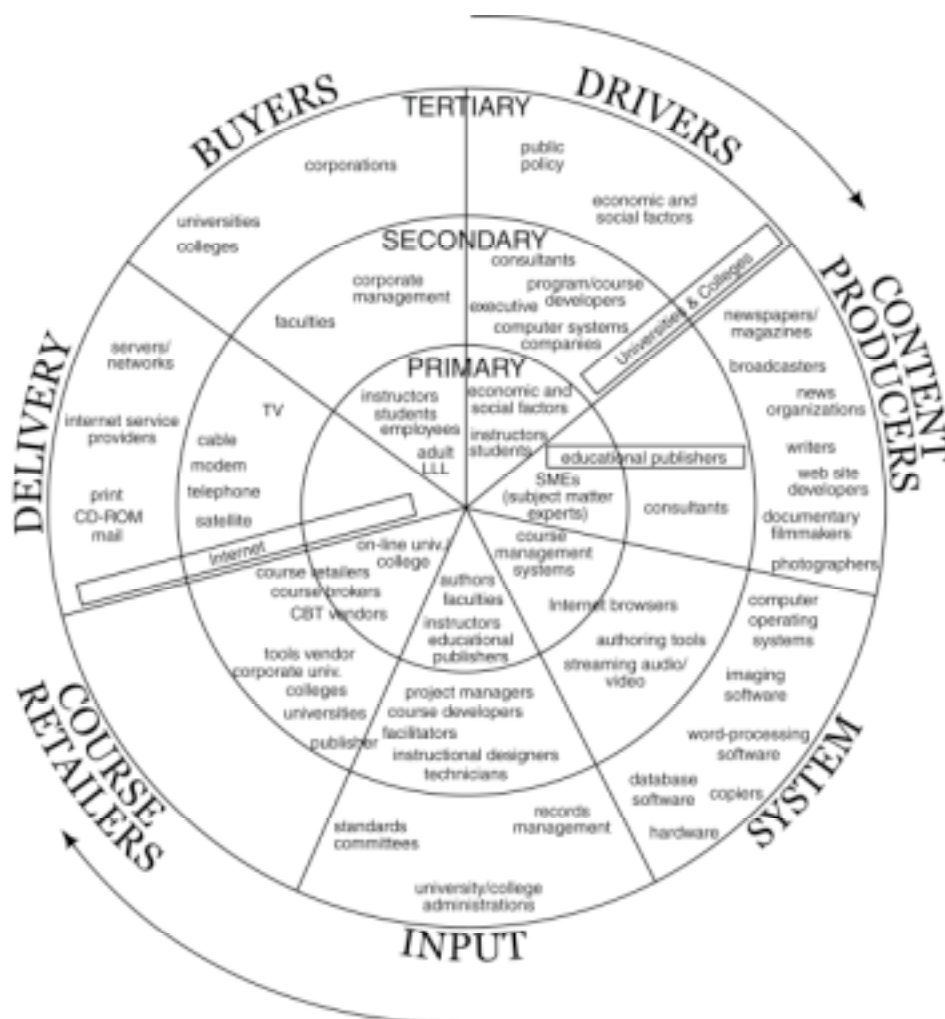 BUYERS
DRIVERS
TERTIARY
corporations
universities
colleges
public
policy
economic and
social factors
SECONDARY
corporate
management
faculties
consultants
program/course
developers
executive
computer systems
companies
Universities & Colleges
PRIMARY
instructors
students
employees
adult
LLL
economic and
social factors
instructors
students
CONTENT
PRODUCERS
newspapers/
magazines
broadcasters
news
organizations
writers
web site
developers
documentary
filmmakers
photographers
educational publishers
SMEs
(subject matter
experts)
consultants
DELIVERY
servers/
networks
internet service
providers
print
CD-ROM
mail
TV
cable
modem
telephone
satellite
Internet
course
management
systems
Internet browsers
authoring tools
streaming audio/
video
computer
operating
systems
imaging
software
word-processing
software
database
software
copiers
hardware
SYSTEM
on-line univ.
college
course retailers
course brokers
CBT vendors
tools vendor
corporate univ.
colleges
universities
publisher
COURSE
RETAILERS
authors
faculties
instructors
educational
publishers
project managers
course developers
facilitators
instructional designers
technicians
records
management
standards
committees
university/college
administrations
INPUT